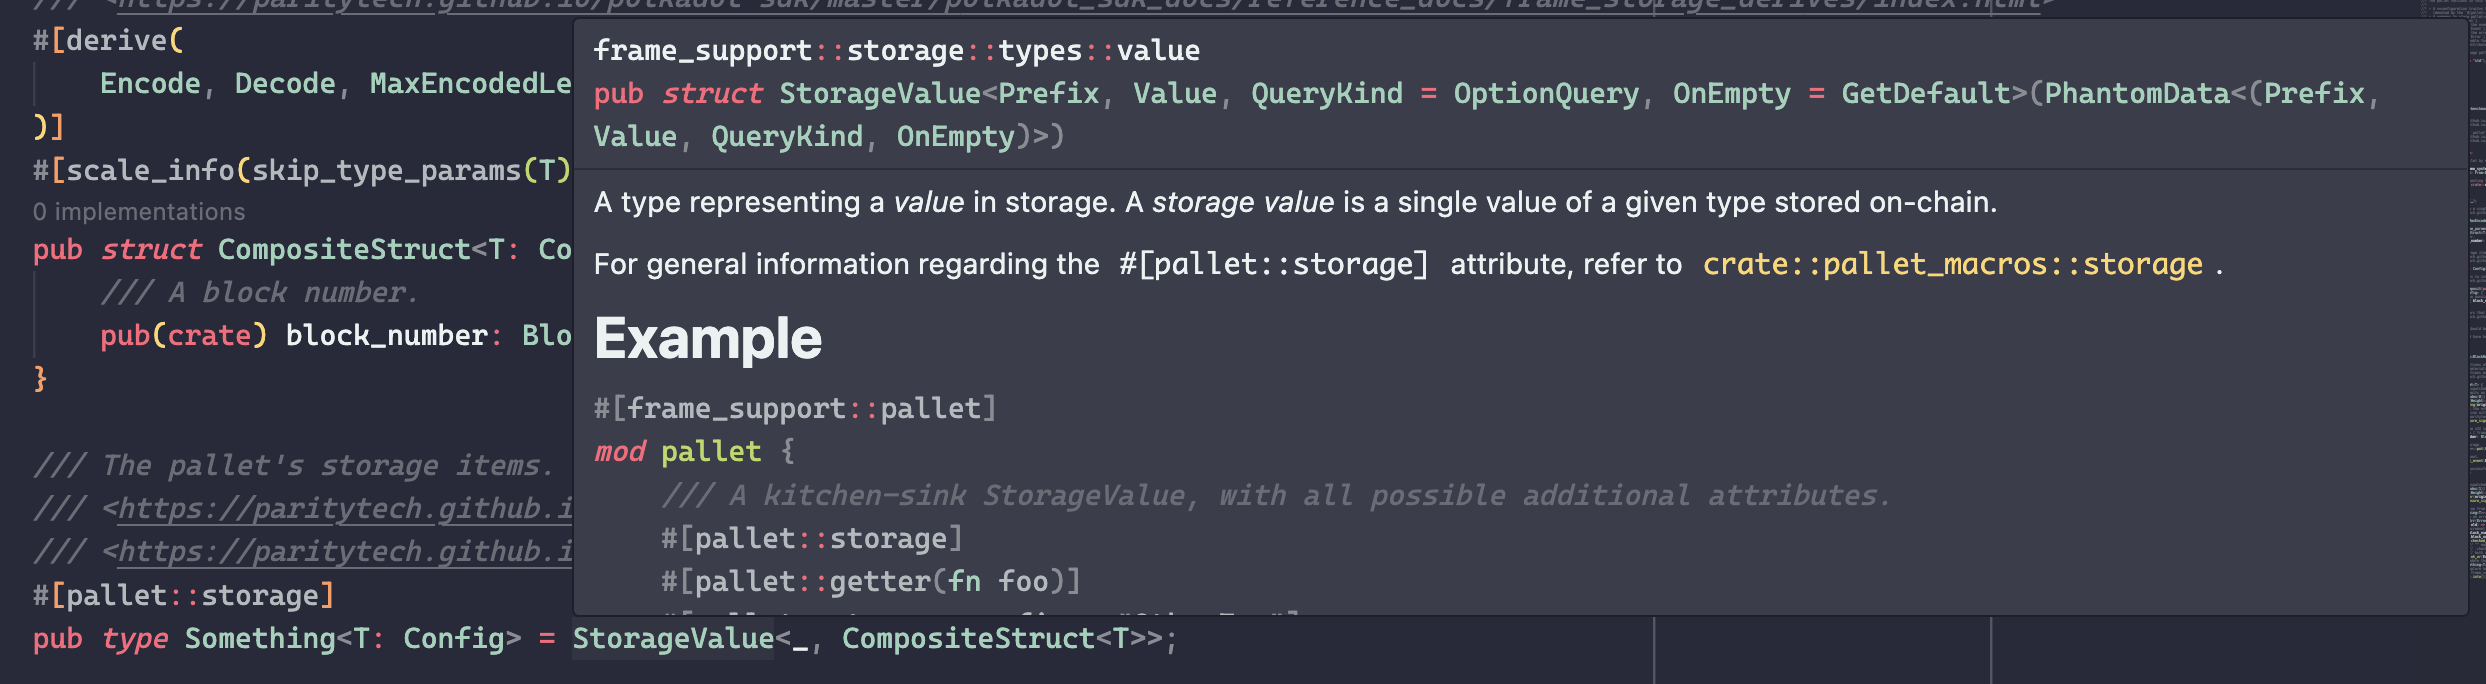 /// <https://paritytech.github.io/polkadot-sdk/master/polkadot_sdk_docs/reference_docs/frame_storage_derives/index.html>
#[derive(
Encode, Decode, MaxEncodedLe
)]
#[scale_info(skip_type_params(T)
0 implementations
pub struct CompositeStruct<T: Co
/// A block number.
pub(crate) block_number: Blo
}
/// The pallet's storage items.
/// <https://paritytech.github.i
/// <https://paritytech.github.i
#[pallet::storage]
pub type Something<T: Config> = StorageValue<_, CompositeStruct<T>>;
frame_support::storage::types::value
pub struct StorageValue<Prefix, Value, QueryKind = OptionQuery, OnEmpty = GetDefault>(PhantomData<(Prefix,
Value, QueryKind, OnEmpty)>)
A type representing a value in storage. A storage value is a single value of a given type stored on-chain.
For general information regarding the #[pallet::storage] attribute, refer to crate::pallet_macros::storage .
Example
#[frame_support::pallet]
mod pallet {
/// A kitchen-sink StorageValue, with all possible additional attributes.
#[pallet::storage]
#[pallet::getter(fn foo)]